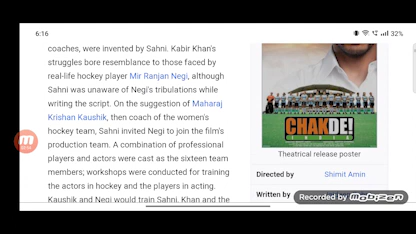 6:16
32%
coaches, were invented by Sahni. Kabir Khan's
struggles bore resemblance to those faced by
real-life hockey player Mir Ranjan Negi, although
Sahni was unaware of Negi's tribulations while
writing the script. On the suggestion of Maharaj
Krishan Kaushik, then coach of the women's
hockey team, Sahni invited Negi to join the film's
production team. A combination of professional
players and actors were cast as the sixteen team
members; workshops were conducted for training
the actors in hockey and the players in acting.
Kaushik and Negi would train Sahni, Khan and the
CHAK DE!
INDIA
Theatrical release poster
Directed by Shimit Amin
Written by
Recorded by mobizen